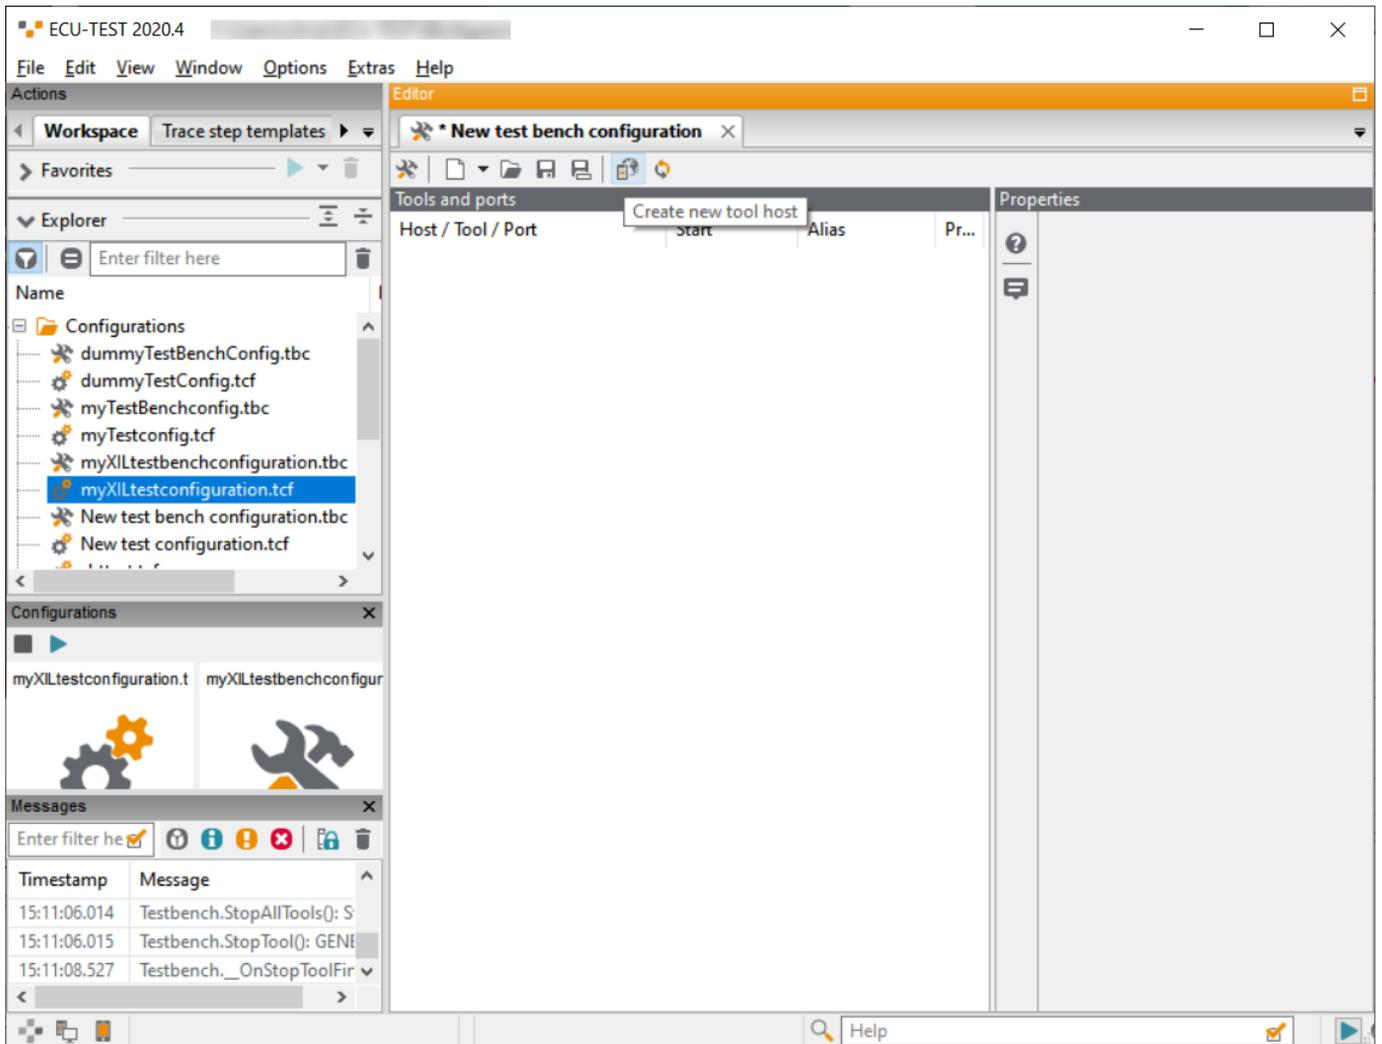 ECU-TEST 2020.4
File Edit View Window Options Extras Help
Actions
Workspace Trace step templates
Favorites
Explorer
Enter filter here
Name
Configurations
dummyTestBenchConfig.tbc
dummyTestConfig.tcf
myTestBenchconfig.tbc
myTestconfig.tcf
myXILtestbenchconfiguration.tbc
myXILtestconfiguration.tcf
New test bench configuration.tbc
New test configuration.tcf
Configurations
myXILtestconfiguration.t myXILtestbenchconfigur
Messages
Enter filter he
Timestamp Message
15:11:06.014 Testbench.StopAllTools(): S
15:11:06.015 Testbench.StopTool(): GENE
15:11:08.527 Testbench.__OnStopToolFir
Editor
* New test bench configuration
Tools and ports
Create new tool host
Host / Tool / Port Start Alias Pr...
Properties
Help